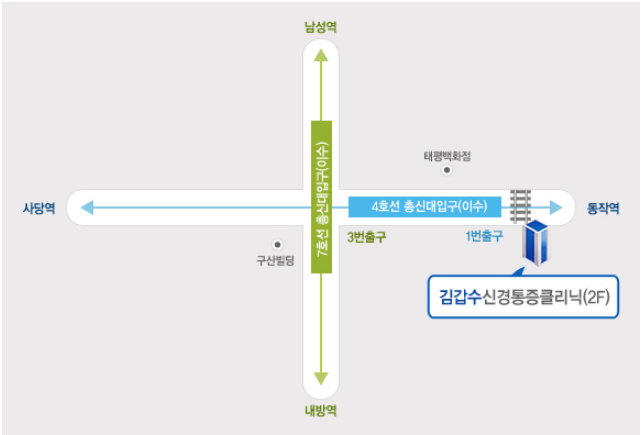 남성역
태평백화점
7호선 총신대입구(이수)
사당역
4호선 총신대입구(이수)
동작역
3번출구
1번출구
구산빌딩
김갑수신경통증클리닉(2F)
내방역